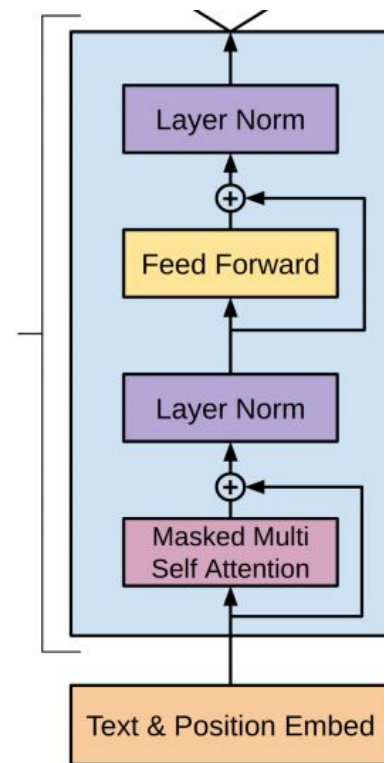 Layer Norm
Feed Forward
Layer Norm
Masked Multi
Self Attention
Text & Position Embed